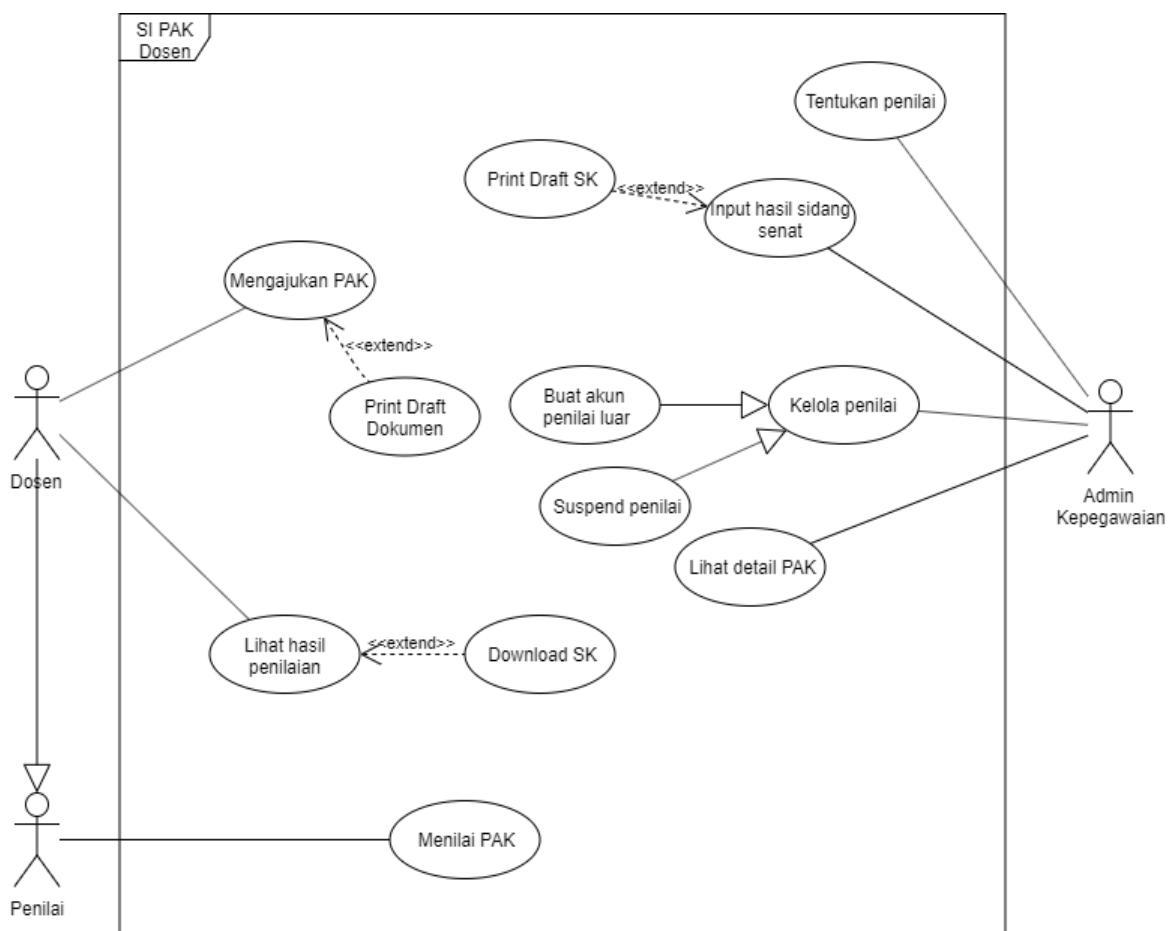 SI PAK
Dosen
Tentukan penilai
Print Draft SK
<<extend>>
Input hasil sidang
senat
Mengajukan PAK
<<extend>>
Print Draft
Dokumen
Buat akun
penilai luar
Kelola penilai
Dosen
Suspend penilai
Admin
Kepegawaian
Lihat detail PAK
Lihat hasil
penilaian
<<extend>>
Download SK
Menilai PAK
Penilai